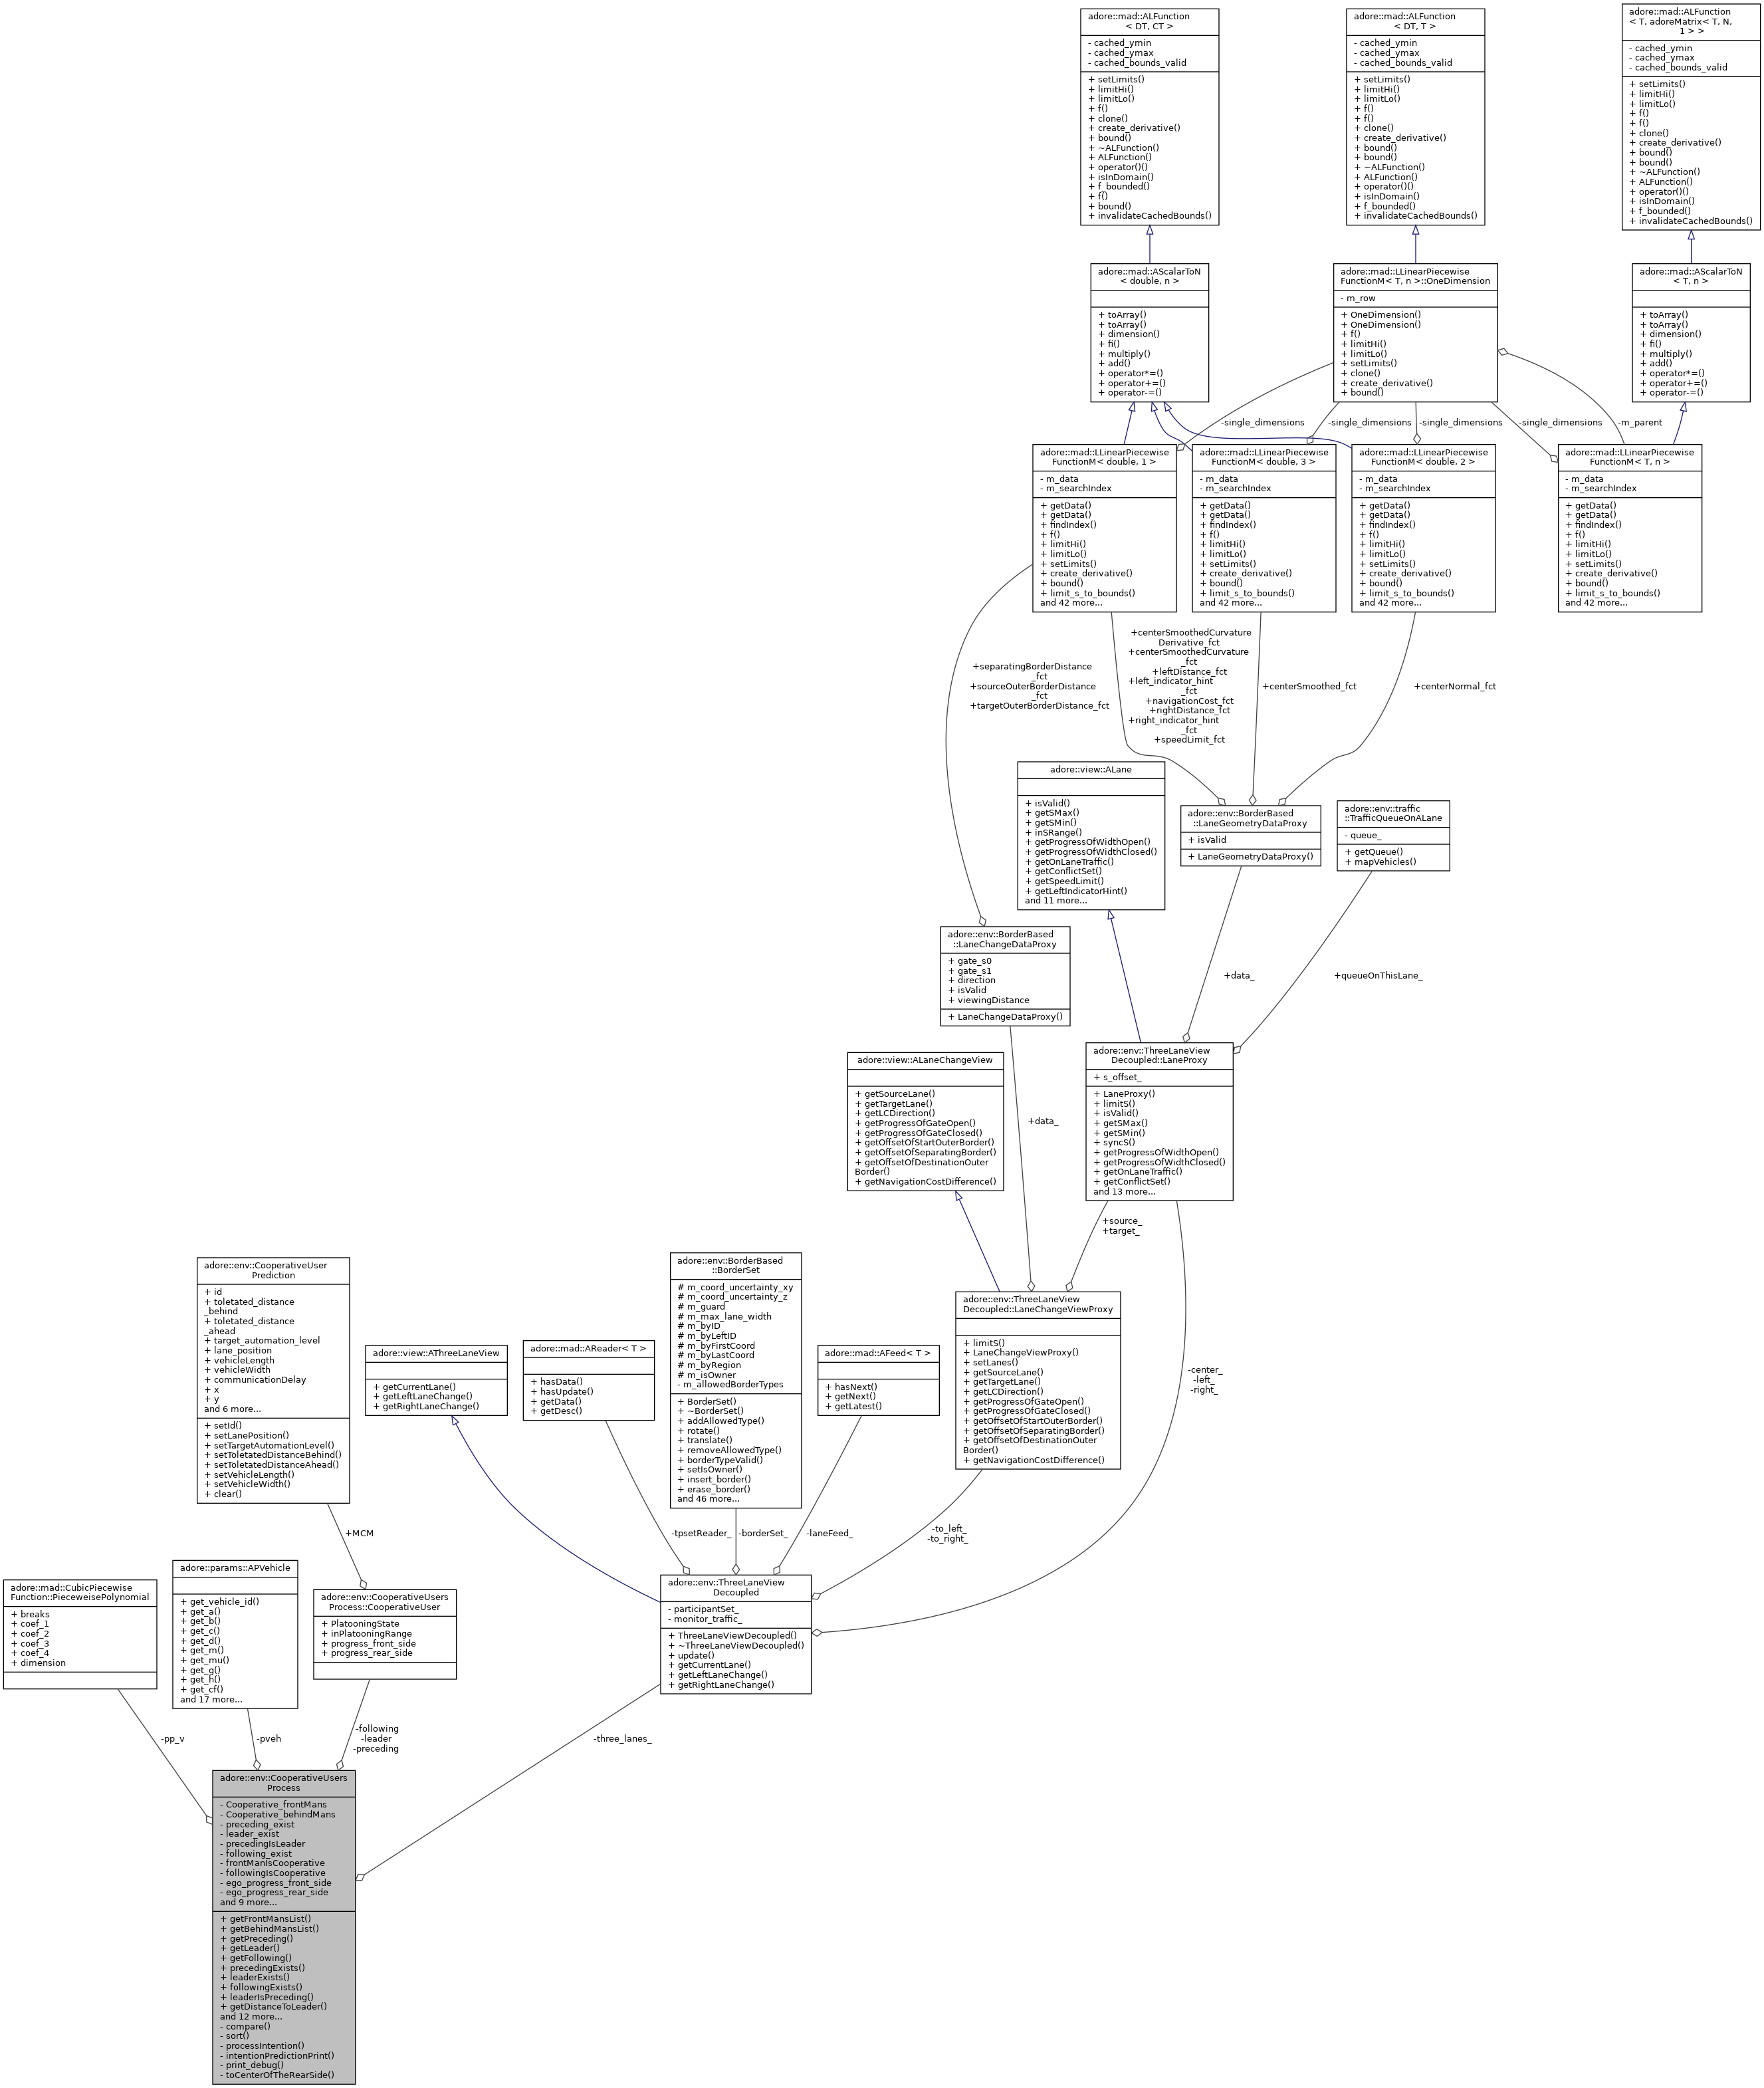 adore::mad::ALFunction
< DT, CT >
- cached_ymin
- cached_ymax
- cached_bounds_valid
+ setLimits()
+ limitHi()
+ limitLo()
+ f()
+ clone()
+ create_derivative()
+ bound()
+ ~ALFunction()
+ ALFunction()
+ operator()()
+ isInDomain()
+ f_bounded()
+ f()
+ bound()
+ invalidateCachedBounds()
adore::mad::ALFunction
< DT, T >
- cached_ymin
- cached_ymax
- cached_bounds_valid
+ setLimits()
+ limitHi()
+ limitLo()
+ f()
+ f()
+ clone()
+ create_derivative()
+ bound()
+ bound()
+ ~ALFunction()
+ ALFunction()
+ operator()()
+ isInDomain()
+ f_bounded()
+ invalidateCachedBounds()
adore::mad::ALFunction
< T, adoreMatrix< T, N,
1 > >
- cached_ymin
- cached_ymax
- cached_bounds_valid
+ setLimits()
+ limitHi()
+ limitLo()
+ f()
+ f()
+ clone()
+ create_derivative()
+ bound()
+ bound()
+ ~ALFunction()
+ ALFunction()
+ operator()()
+ isInDomain()
+ f_bounded()
+ invalidateCachedBounds()
adore::mad::AScalarToN
< double, n >
+ toArray()
+ toArray()
+ dimension()
+ fi()
+ multiply()
+ add()
+ operator*=()
+ operator+=()
+ operator-=()
adore::mad::LLinearPiecewise
FunctionM< T, n >::OneDimension
- m_row
+ OneDimension()
+ OneDimension()
+ f()
+ limitHi()
+ limitLo()
+ setLimits()
+ clone()
+ create_derivative()
+ bound()
adore::mad::AScalarToN
< T, n >
+ toArray()
+ toArray()
+ dimension()
+ fi()
+ multiply()
+ add()
+ operator*=()
+ operator+=()
+ operator-=()
-single_dimensions
-single_dimensions
-single_dimensions
-single_dimensions
-m_parent
adore::mad::LLinearPiecewise
FunctionM< double, 1 >
- m_data
- m_searchIndex
+ getData()
+ getData()
+ findIndex()
+ f()
+ limitHi()
+ limitLo()
+ setLimits()
+ create_derivative()
+ bound()
+ limit_s_to_bounds()
and 42 more...
adore::mad::LLinearPiecewise
FunctionM< double, 3 >
- m_data
- m_searchIndex
+ getData()
+ getData()
+ findIndex()
+ f()
+ limitHi()
+ limitLo()
+ setLimits()
+ create_derivative()
+ bound()
+ limit_s_to_bounds()
and 42 more...
adore::mad::LLinearPiecewise
FunctionM< double, 2 >
- m_data
- m_searchIndex
+ getData()
+ getData()
+ findIndex()
+ f()
+ limitHi()
+ limitLo()
+ setLimits()
+ create_derivative()
+ bound()
+ limit_s_to_bounds()
and 42 more...
adore::mad::LLinearPiecewise
FunctionM< T, n >
- m_data
- m_searchIndex
+ getData()
+ getData()
+ findIndex()
+ f()
+ limitHi()
+ limitLo()
+ setLimits()
+ create_derivative()
+ bound()
+ limit_s_to_bounds()
and 42 more...
+separatingBorderDistance
_fct
+sourceOuterBorderDistance
_fct
+targetOuterBorderDistance_fct
+centerSmoothedCurvature
Derivative_fct
+centerSmoothedCurvature
_fct
+leftDistance_fct
+left_indicator_hint
_fct
+navigationCost_fct
+rightDistance_fct
+right_indicator_hint
_fct
+speedLimit_fct
+centerSmoothed_fct
+centerNormal_fct
adore::view::ALane
+ isValid()
+ getSMax()
+ getSMin()
+ inSRange()
+ getProgressOfWidthOpen()
+ getProgressOfWidthClosed()
+ getOnLaneTraffic()
+ getConflictSet()
+ getSpeedLimit()
+ getLeftIndicatorHint()
and 11 more...
adore::env::BorderBased
::LaneGeometryDataProxy
+ isValid
+ LaneGeometryDataProxy()
adore::env::traffic
::TrafficQueueOnALane
- queue_
+ getQueue()
+ mapVehicles()
adore::env::BorderBased
::LaneChangeDataProxy
+ gate_s0
+ gate_s1
+ direction
+ isValid
+ viewingDistance
+ LaneChangeDataProxy()
+data_
+queueOnThisLane_
adore::view::ALaneChangeView
+ getSourceLane()
+ getTargetLane()
+ getLCDirection()
+ getProgressOfGateOpen()
+ getProgressOfGateClosed()
+ getOffsetOfStartOuterBorder()
+ getOffsetOfSeparatingBorder()
+ getOffsetOfDestinationOuter
Border()
+ getNavigationCostDifference()
+data_
adore::env::ThreeLaneView
Decoupled::LaneProxy
+ s_offset_
+ LaneProxy()
+ limitS()
+ isValid()
+ getSMax()
+ getSMin()
+ syncS()
+ getProgressOfWidthOpen()
+ getProgressOfWidthClosed()
+ getOnLaneTraffic()
+ getConflictSet()
and 13 more...
+source_
+target_
adore::env::CooperativeUser
Prediction
+ id
+ toletated_distance
_behind
+ toletated_distance
_ahead
+ target_automation_level
+ lane_position
+ vehicleLength
+ vehicleWidth
+ communicationDelay
+ x
+ y
and 6 more...
+ setId()
+ setLanePosition()
+ setTargetAutomationLevel()
+ setToletatedDistanceBehind()
+ setToletatedDistanceAhead()
+ setVehicleLength()
+ setVehicleWidth()
+ clear()
adore::view::AThreeLaneView
+ getCurrentLane()
+ getLeftLaneChange()
+ getRightLaneChange()
adore::mad::AReader< T >
+ hasData()
+ hasUpdate()
+ getData()
+ getDesc()
adore::env::BorderBased
::BorderSet
# m_coord_uncertainty_xy
# m_coord_uncertainty_z
# m_guard
# m_max_lane_width
# m_byID
# m_byLeftID
# m_byFirstCoord
# m_byLastCoord
# m_byRegion
# m_isOwner
- m_allowedBorderTypes
+ BorderSet()
+ ~BorderSet()
+ addAllowedType()
+ rotate()
+ translate()
+ removeAllowedType()
+ borderTypeValid()
+ setIsOwner()
+ insert_border()
+ erase_border()
and 46 more...
adore::mad::AFeed< T >
+ hasNext()
+ getNext()
+ getLatest()
adore::env::ThreeLaneView
Decoupled::LaneChangeViewProxy
+ limitS()
+ LaneChangeViewProxy()
+ setLanes()
+ getSourceLane()
+ getTargetLane()
+ getLCDirection()
+ getProgressOfGateOpen()
+ getProgressOfGateClosed()
+ getOffsetOfStartOuterBorder()
+ getOffsetOfSeparatingBorder()
+ getOffsetOfDestinationOuter
Border()
+ getNavigationCostDifference()
-center_
-left_
-right_
+MCM
-tpsetReader_
-borderSet_
-laneFeed_
-to_left_
-to_right_
adore::mad::CubicPiecewise
Function::PieceweisePolynomial
+ breaks
+ coef_1
+ coef_2
+ coef_3
+ coef_4
+ dimension
adore::params::APVehicle
+ get_vehicle_id()
+ get_a()
+ get_b()
+ get_c()
+ get_d()
+ get_m()
+ get_mu()
+ get_g()
+ get_h()
+ get_cf()
and 17 more...
adore::env::CooperativeUsers
Process::CooperativeUser
+ PlatooningState
+ inPlatooningRange
+ progress_front_side
+ progress_rear_side
adore::env::ThreeLaneView
Decoupled
- participantSet_
- monitor_traffic_
+ ThreeLaneViewDecoupled()
+ ~ThreeLaneViewDecoupled()
+ update()
+ getCurrentLane()
+ getLeftLaneChange()
+ getRightLaneChange()
-pp_v
-pveh
-following
-leader
-preceding
-three_lanes_
adore::env::CooperativeUsers
Process
- Cooperative_frontMans
- Cooperative_behindMans
- preceding_exist
- leader_exist
- precedingIsLeader
- following_exist
- frontManIsCooperative
- followingIsCooperative
- ego_progress_front_side
- ego_progress_rear_side
and 9 more...
+ getFrontMansList()
+ getBehindMansList()
+ getPreceding()
+ getLeader()
+ getFollowing()
+ precedingExists()
+ leaderExists()
+ followingExists()
+ leaderIsPreceding()
+ getDistanceToLeader()
and 12 more...
- compare()
- sort()
- processIntention()
- intentionPredictionPrint()
- print_debug()
- toCenterOfTheRearSide()